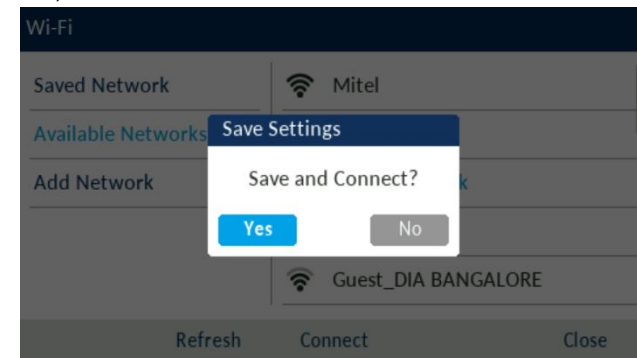 Wi-Fi
Saved Network
Mitel
Available Networks
Save Settings
Add Network
Save and Connect?
Yes
No
Guest_DIA BANGALORE
Refresh
Connect
Close